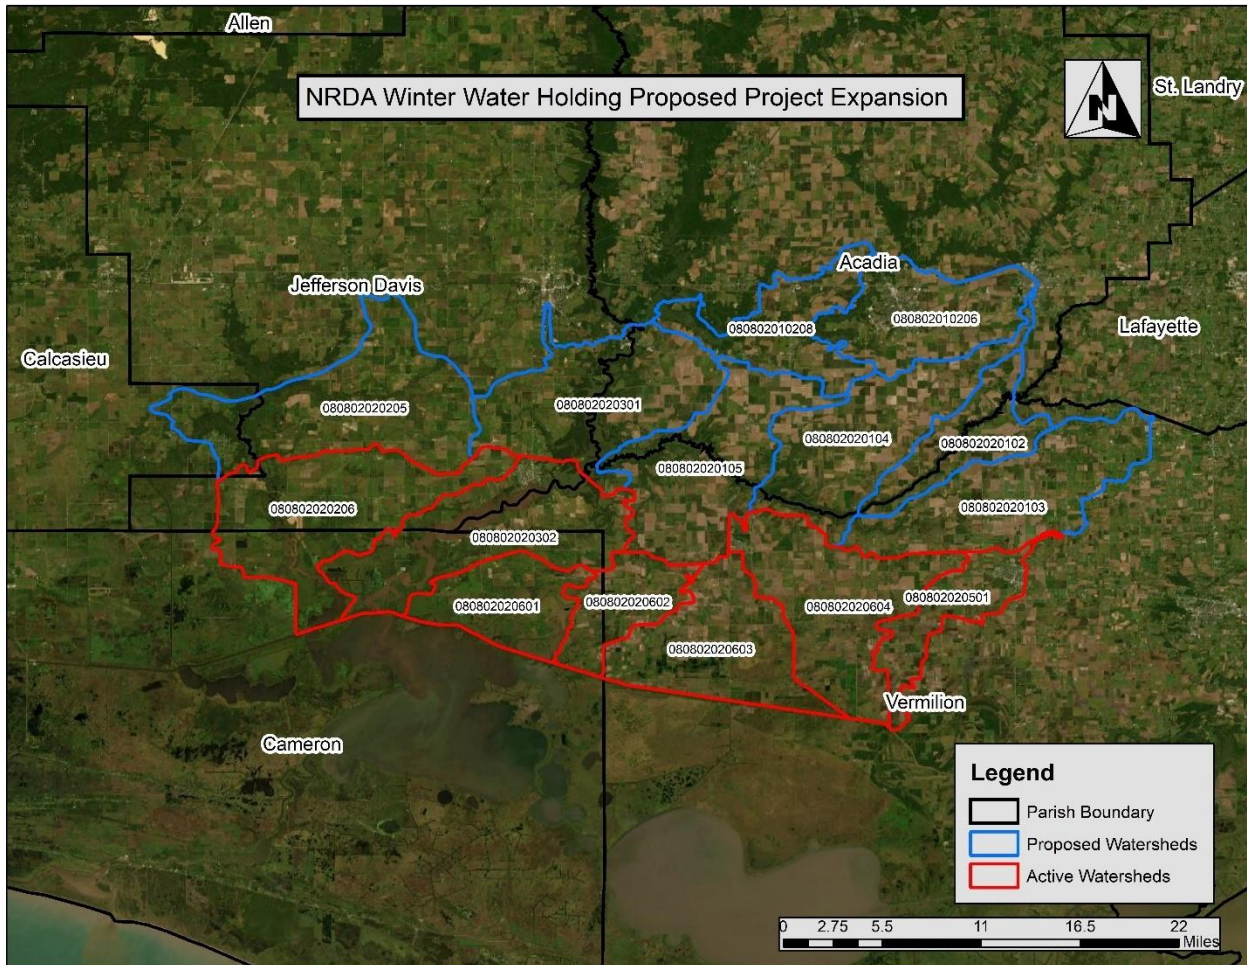 Allen
NRDA Winter Water Holding Proposed Project Expansion
N
St. Landry
Acadia
Jefferson Davis
080802010208
080802010206
Lafayette
Calcasieu
080802020205
080802020301
080802020104
080802020102
080802020105
080802020206
080802020103
080802020302
080802020601
080802020602
080802020604
080802020501
080802020603
Vermilion
Cameron
Legend
Parish Boundary
Proposed Watersheds
Active Watersheds
0 2.75 5.5 11 16.5 22
Miles